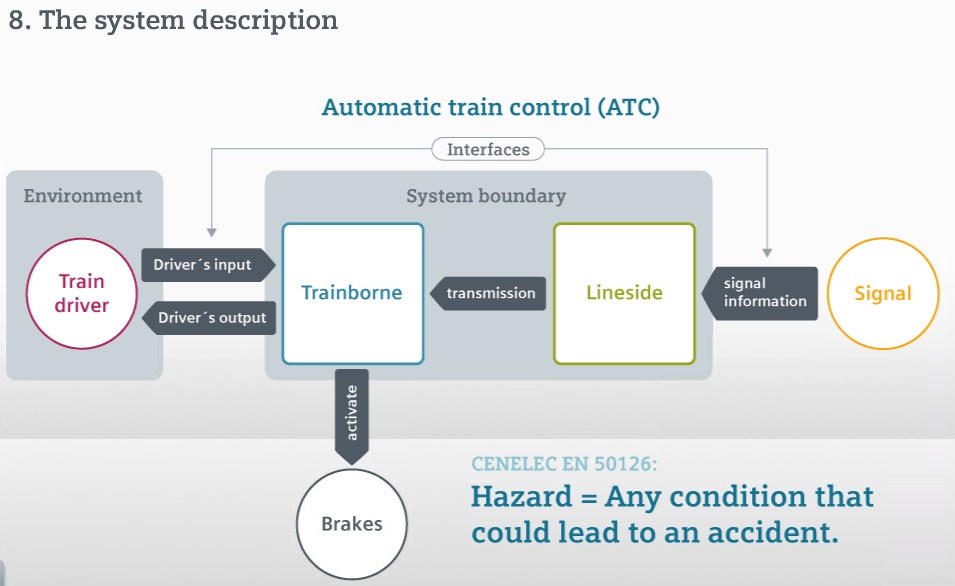 8. The system description
Automatic train control (ATC)
Interfaces
Environment
System boundary
Train
driver
Driver´s input
Driver´s output
Trainborne
transmission
Lineside
signal
information
Signal
activate
Brakes
CENELEC EN 50126:
Hazard = Any condition that
could lead to an accident.